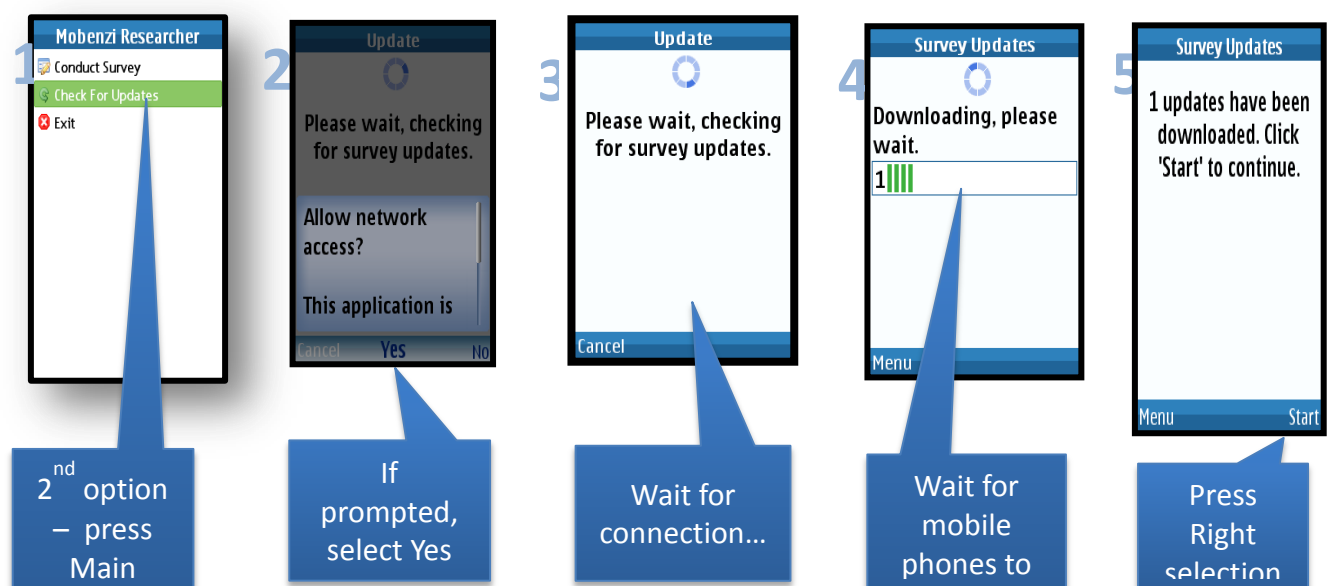 1
Mobenzi Researcher
Conduct Survey
Check For Updates
Exit
2nd option
– press
Main
2
Update
Please wait, checking
for survey updates.
Allow network
access?
This application is
Cancel Yes No
If
prompted,
select Yes
3
Update
Please wait, checking
for survey updates.
Cancel
Wait for
connection...
4
Survey Updates
Downloading, please
wait.
1
Menu
Wait for
mobile
phones to
5
Survey Updates
1 updates have been
downloaded. Click
'Start' to continue.
Menu Start
Press
Right
selection